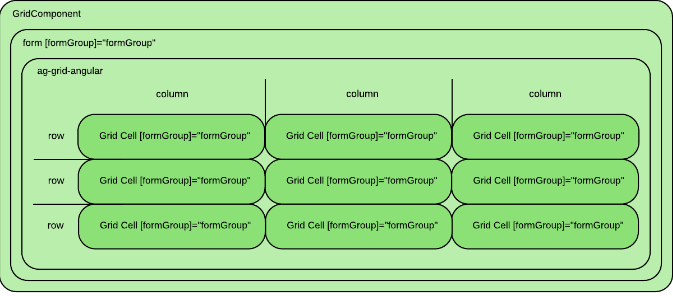 GridComponent
form [formGroup]="formGroup"
ag-grid-angular
column column column
row Grid Cell [formGroup]="formGroup" Grid Cell [formGroup]="formGroup" Grid Cell [formGroup]="formGroup"
row Grid Cell [formGroup]="formGroup" Grid Cell [formGroup]="formGroup" Grid Cell [formGroup]="formGroup"
row Grid Cell [formGroup]="formGroup" Grid Cell [formGroup]="formGroup" Grid Cell [formGroup]="formGroup"